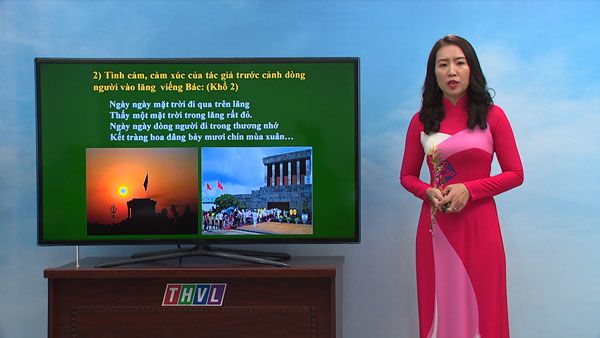 2) Tình cảm, cảm xúc của tác giả trước cảnh dòng
người vào lăng viếng Bác: (Khổ 2)
Ngày ngày mặt trời đi qua trên lăng
Thấy một mặt trời trong lăng rất đỏ.
Ngày ngày dòng người đi trong thương nhớ
Kết tràng hoa dâng bảy mươi chín mùa xuân…
THVL